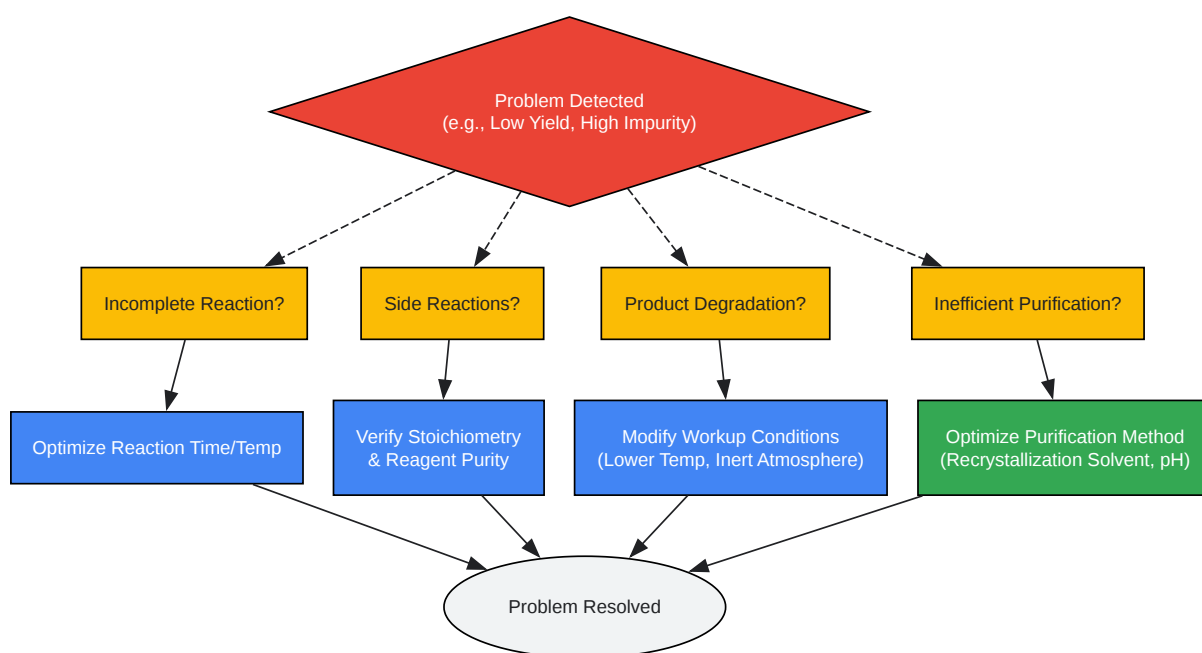 Problem Detected
(e.g., Low Yield, High Impurity)
Incomplete Reaction?
Side Reactions?
Product Degradation?
Inefficient Purification?
Optimize Reaction Time/Temp
Verify Stoichiometry
& Reagent Purity
Modify Workup Conditions
(Lower Temp, Inert Atmosphere)
Optimize Purification Method
(Recrystallization Solvent, pH)
Problem Resolved